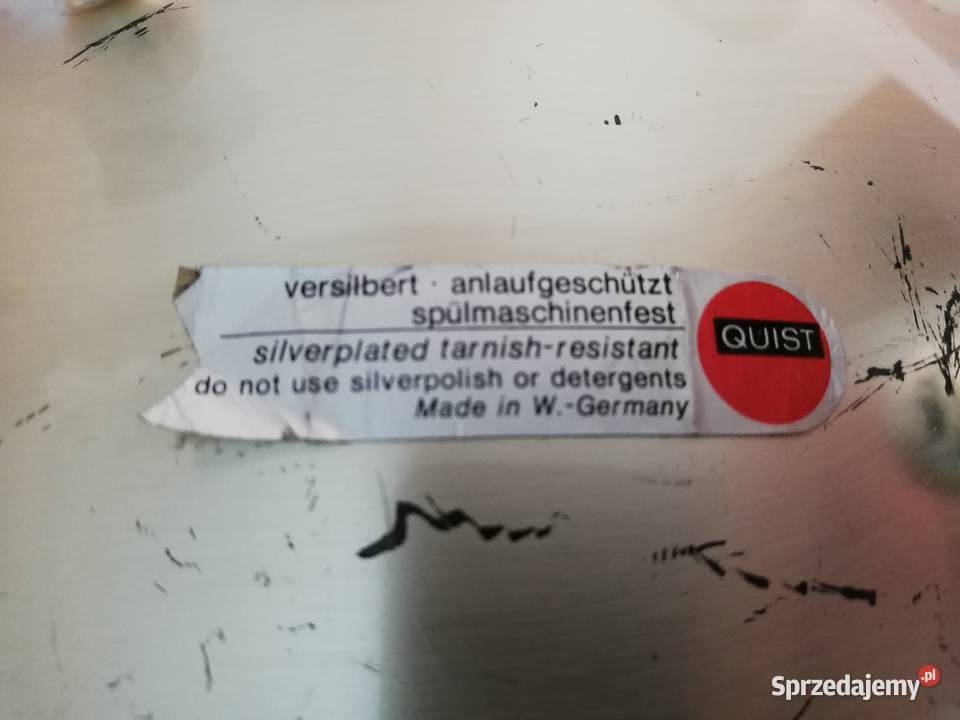 versilbert · anlaufgeschützt
spülmaschinenfest
silverplated tarnish-resistant
do not use silverpolish or detergents
Made in W.-Germany
QUIST
Sprzedajemy.pl